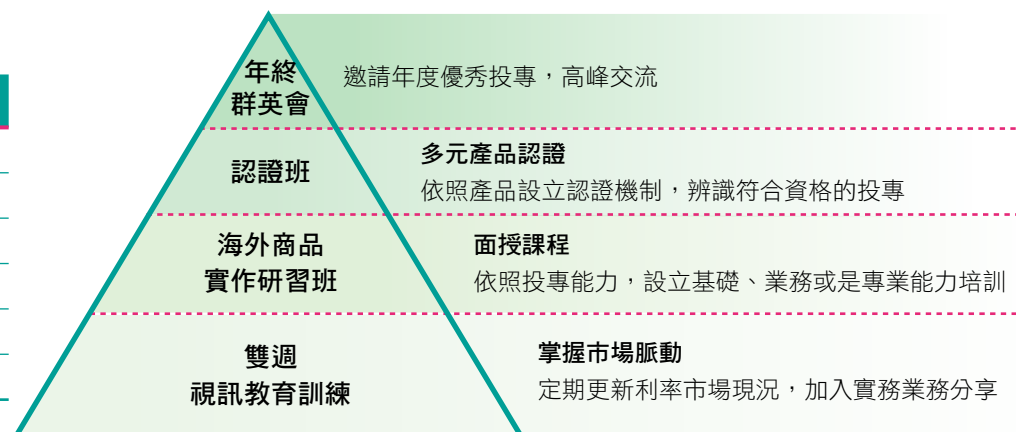 年終
群英會
邀請年度優秀投專，高峰交流
認證班
多元產品認證
依照產品設立認證機制，辨識符合資格的投專
海外商品
實作研習班
面授課程
依照投專能力，設立基礎、業務或是專業能力培訓
雙週
視訊教育訓練
掌握市場脈動
定期更新利率市場現況，加入實務業務分享